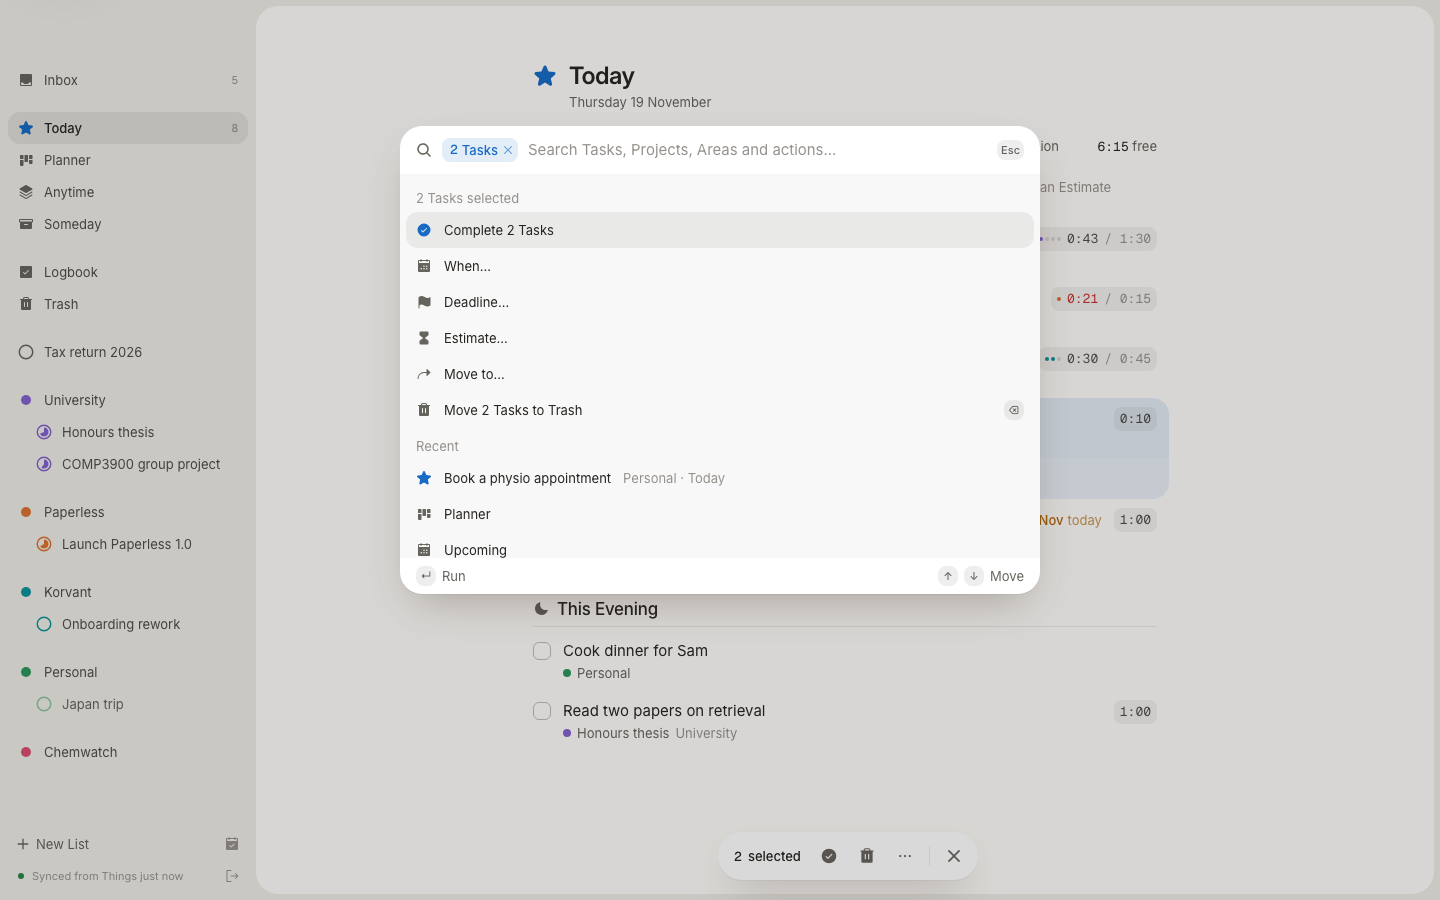 Inbox 5
Today 8
Planner
Anytime
Someday
Logbook
Trash
Tax return 2026
University
Honours thesis
COMP3900 group project
Paperless
Launch Paperless 1.0
Korvant
Onboarding rework
Personal
Japan trip
Chemwatch
New List
Synced from Things just now
Today
Thursday 19 November
ion 6:15 free
an Estimate
0:43 / 1:30
0:21 / 0:15
0:30 / 0:45
0:10
Nov today 1:00
2 Tasks Search Tasks, Projects, Areas and actions... Esc
2 Tasks selected
Complete 2 Tasks
When...
Deadline...
Estimate...
Move to...
Move 2 Tasks to Trash
Recent
Book a physio appointment Personal · Today
Planner
Upcoming
Run Move
This Evening
Cook dinner for Sam
Personal
Read two papers on retrieval 1:00
Honours thesis University
2 selected